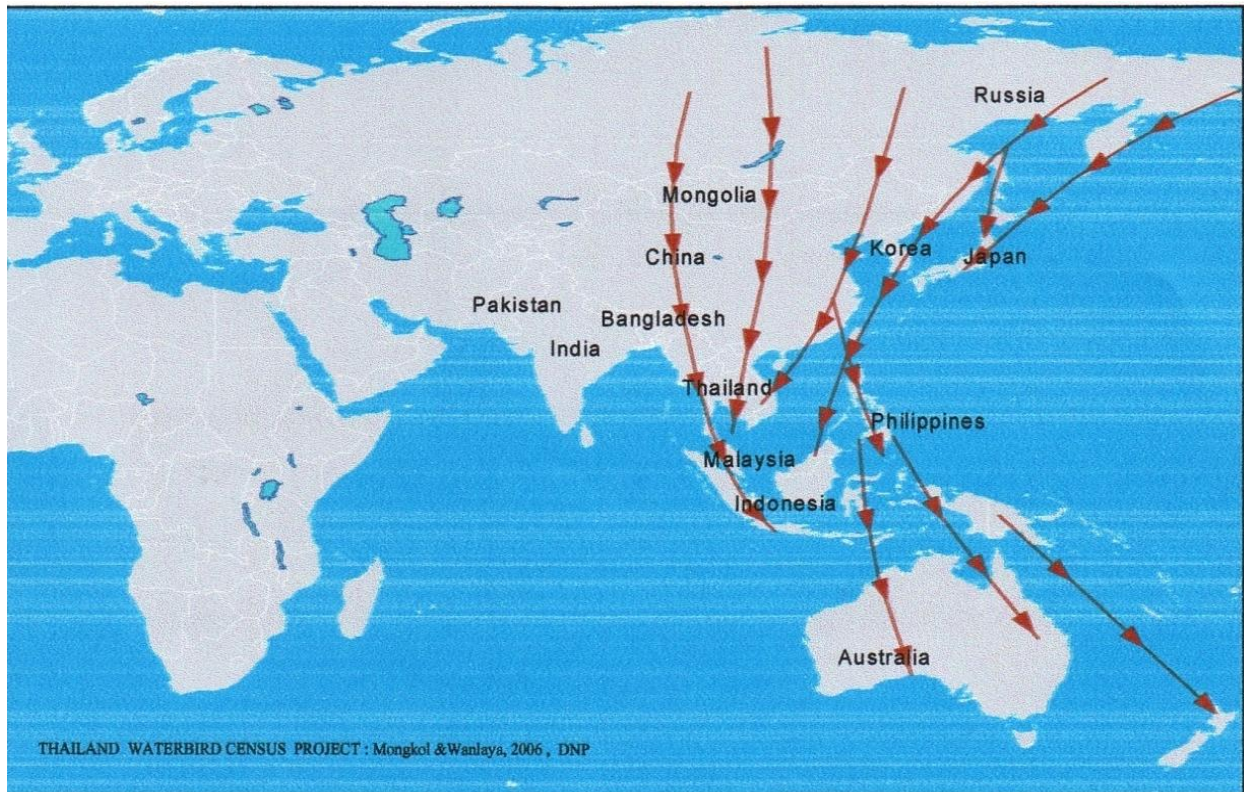 Russia
Mongolia
Korea
Japan
China
Pakistan
Bangladesh
India
Thailand
Philippines
Malaysia
Indonesia
Australia
THAILAND WATERBIRD CENSUS PROJECT : Mongkol &Wanlaya, 2006 , DNP